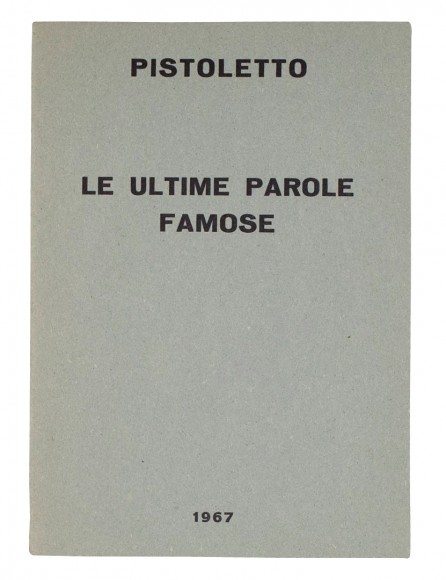 PISTOLETTO
LE ULTIME PAROLE
FAMOSE
1967